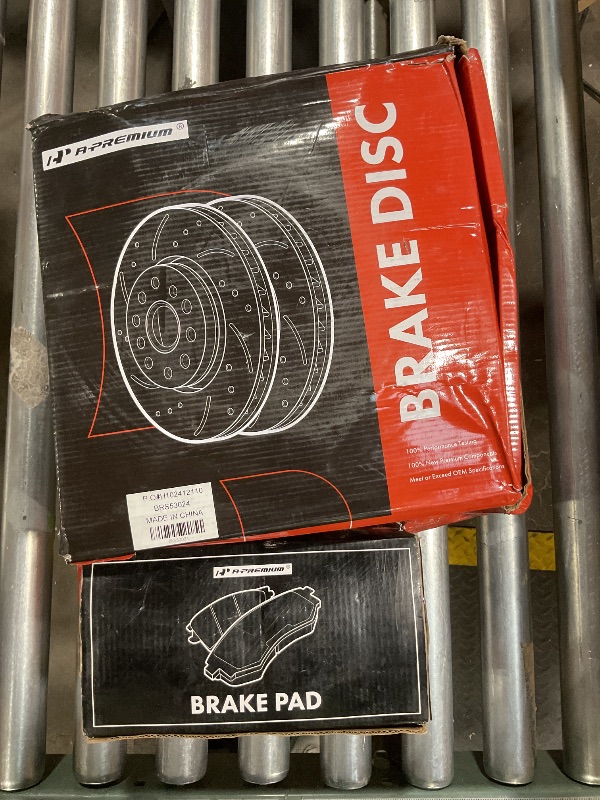 A-PREMIUM®
BRAKE DISC
100% Performance Testing
100% New Premium Components
Meet or Exceed OEM Specifications
BRS53024
MADE IN CHINA
A-PREMIUM®
BRAKE PAD